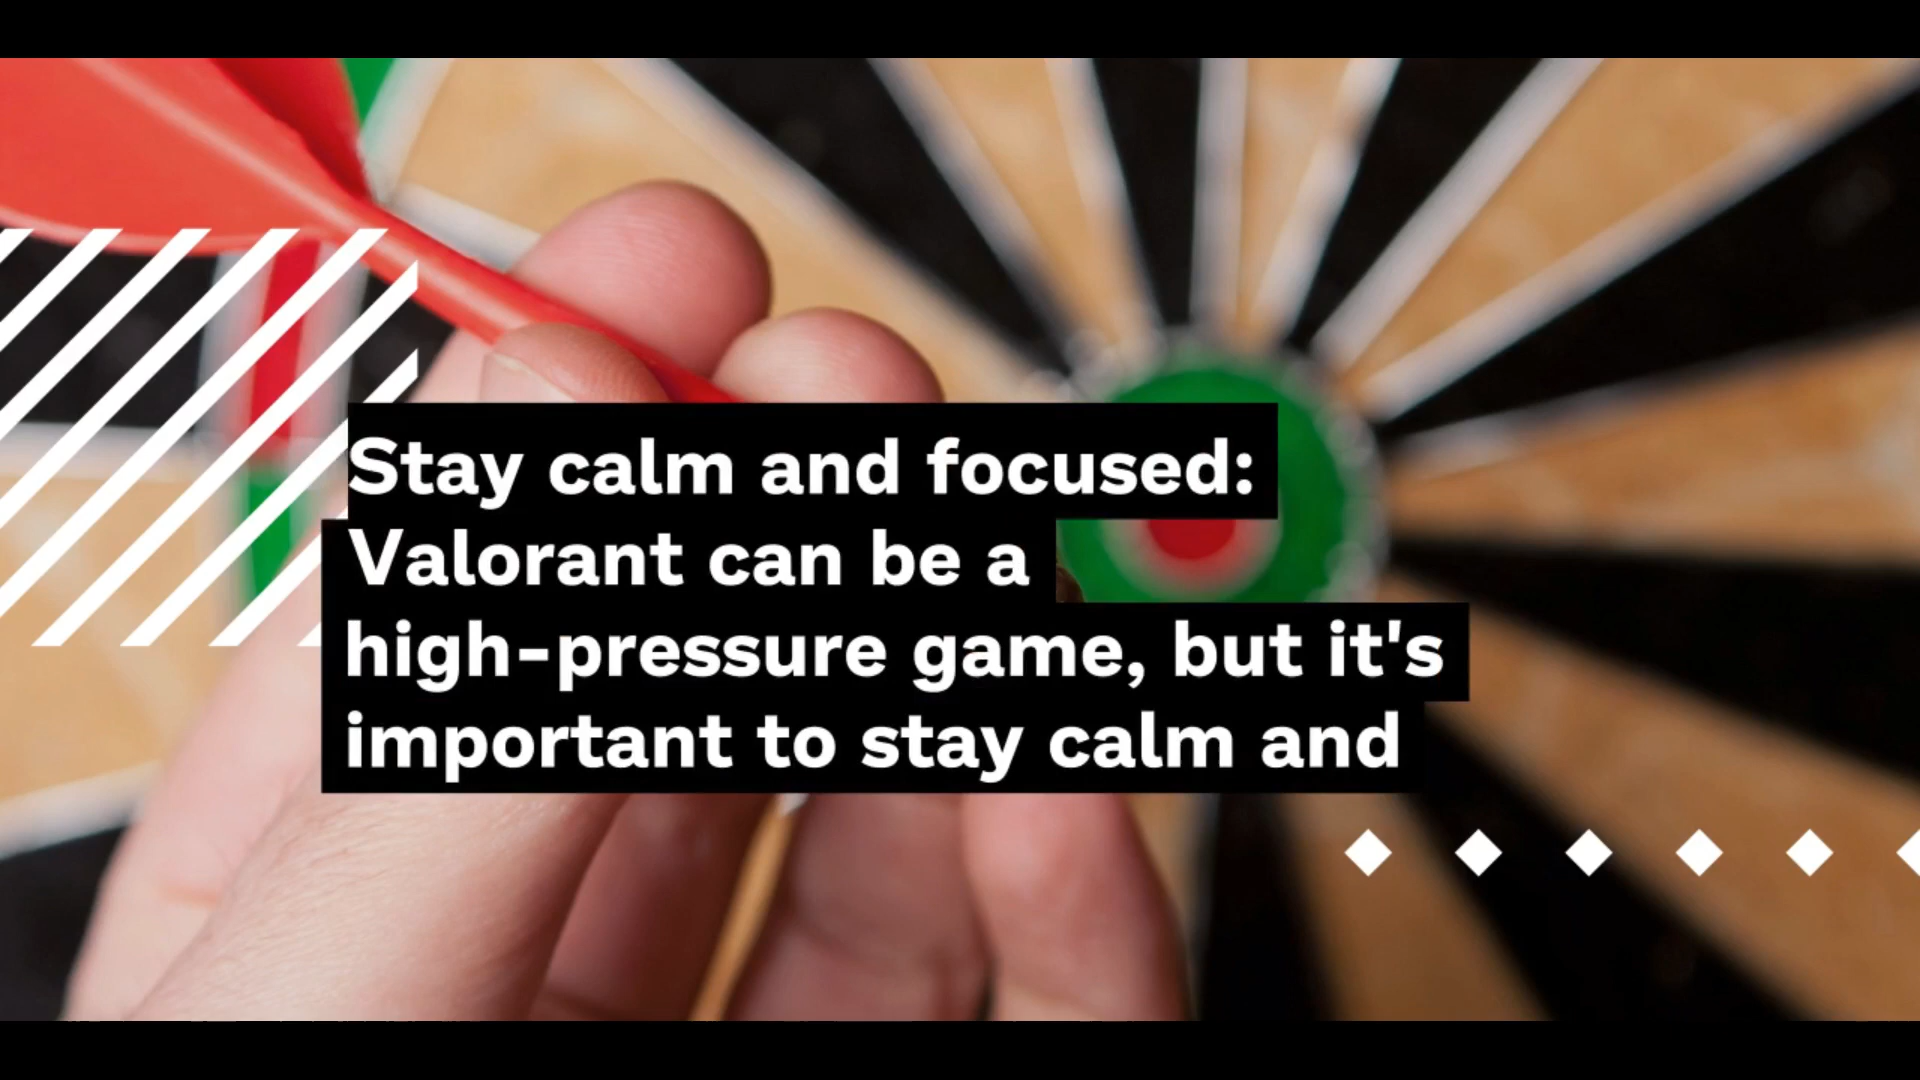 Stay calm and focused:
Valorant can be a
high-pressure game, but it's
important to stay calm and